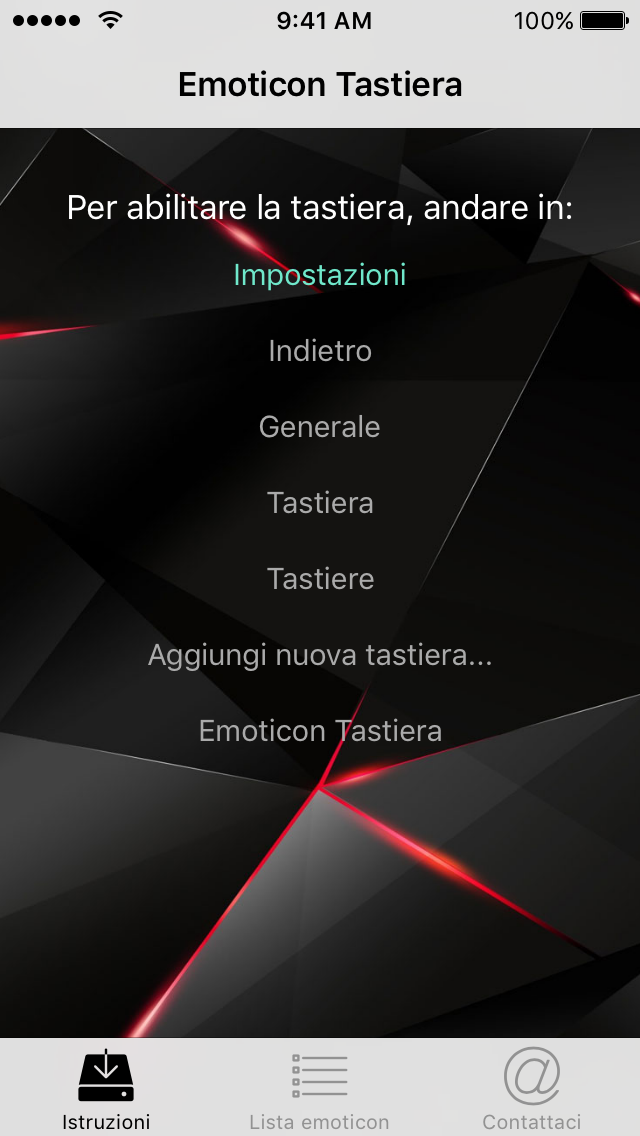 9:41 AM
100%
Emoticon Tastiera
Per abilitare la tastiera, andare in:
Impostazioni
Indietro
Generale
Tastiera
Tastiere
Aggiungi nuova tastiera...
Emoticon Tastiera
Istruzioni
Lista emoticon
@
Contattaci